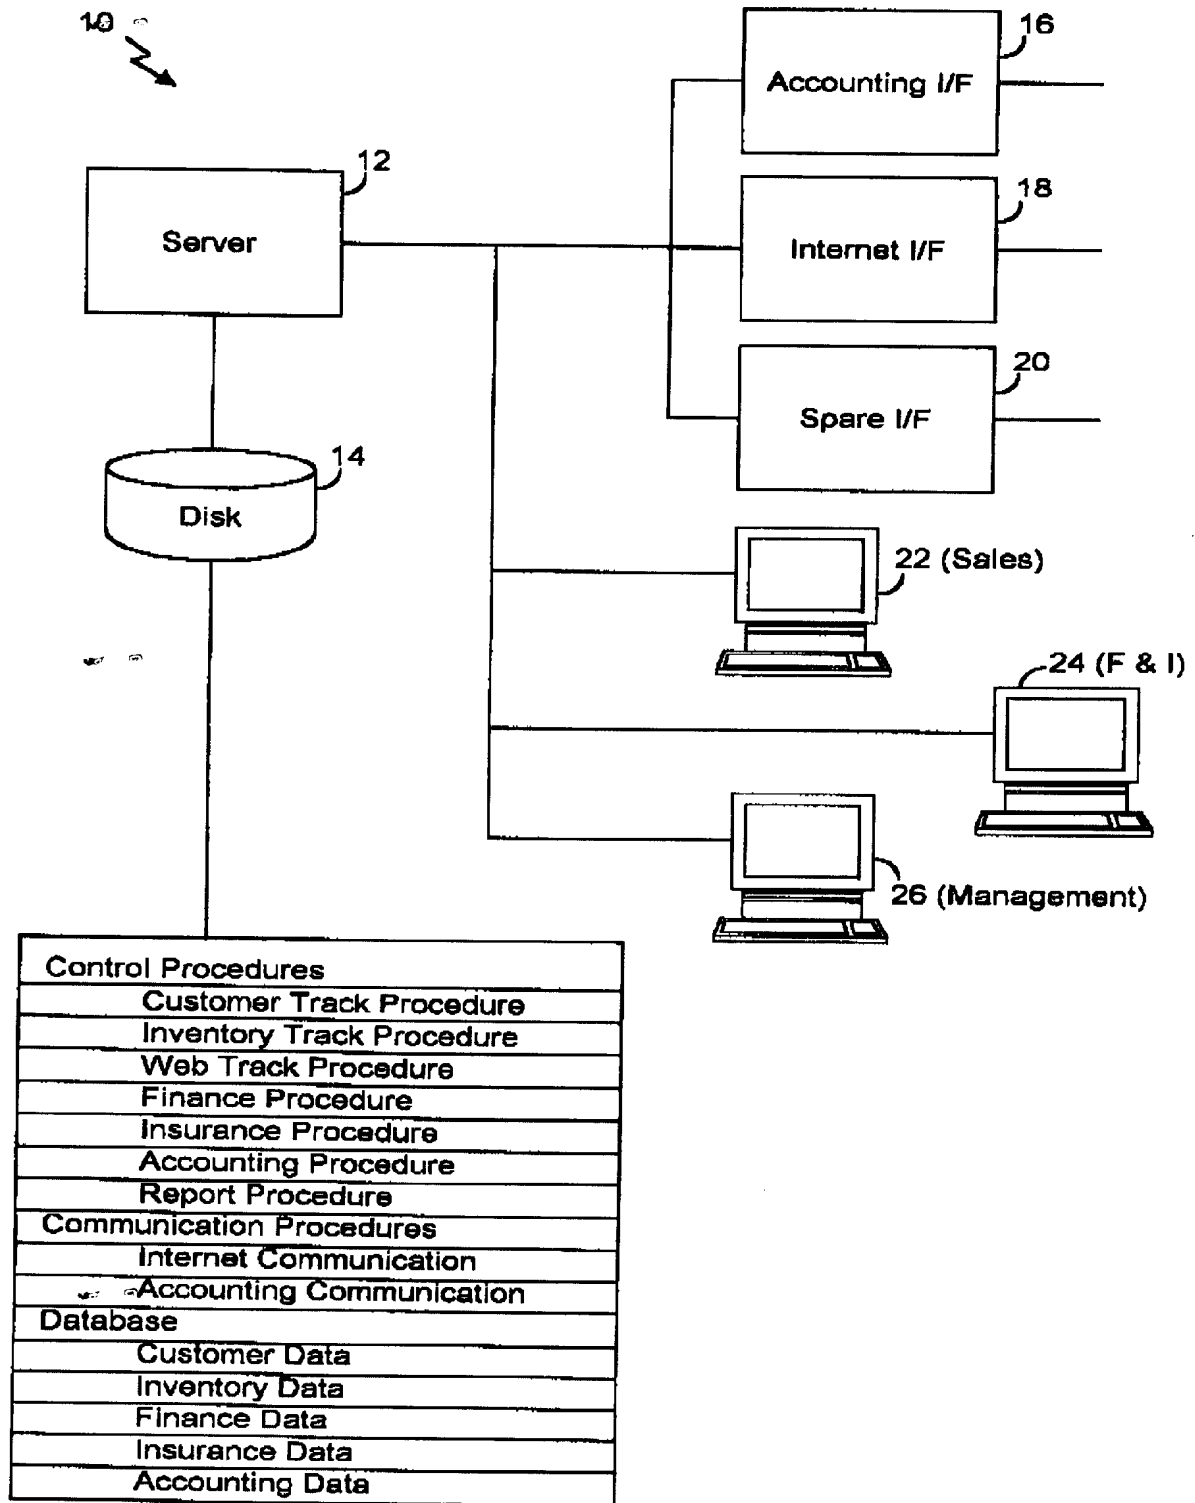 10
16
Accounting I/F
12
Server
18
Internet I/F
20
Spare I/F
14
Disk
22 (Sales)
24 (F & I)
26 (Management)
Control Procedures
Customer Track Procedure
Inventory Track Procedure
Web Track Procedure
Finance Procedure
Insurance Procedure
Accounting Procedure
Report Procedure
Communication Procedures
Internet Communication
Accounting Communication
Database
Customer Data
Inventory Data
Finance Data
Insurance Data
Accounting Data